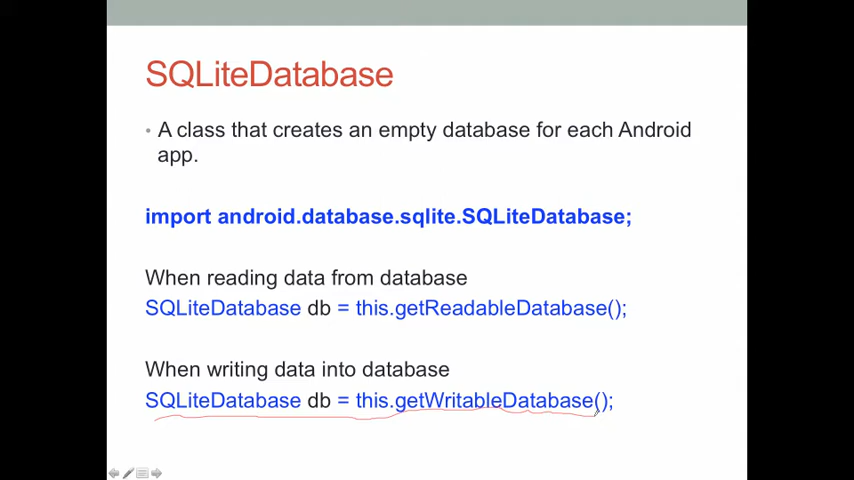 SQLiteDatabase
• A class that creates an empty database for each Android
app.
import android.database.sqlite.SQLiteDatabase;
When reading data from database
SQLiteDatabase db = this.getReadableDatabase();
When writing data into database
SQLiteDatabase db = this.getWritableDatabase();